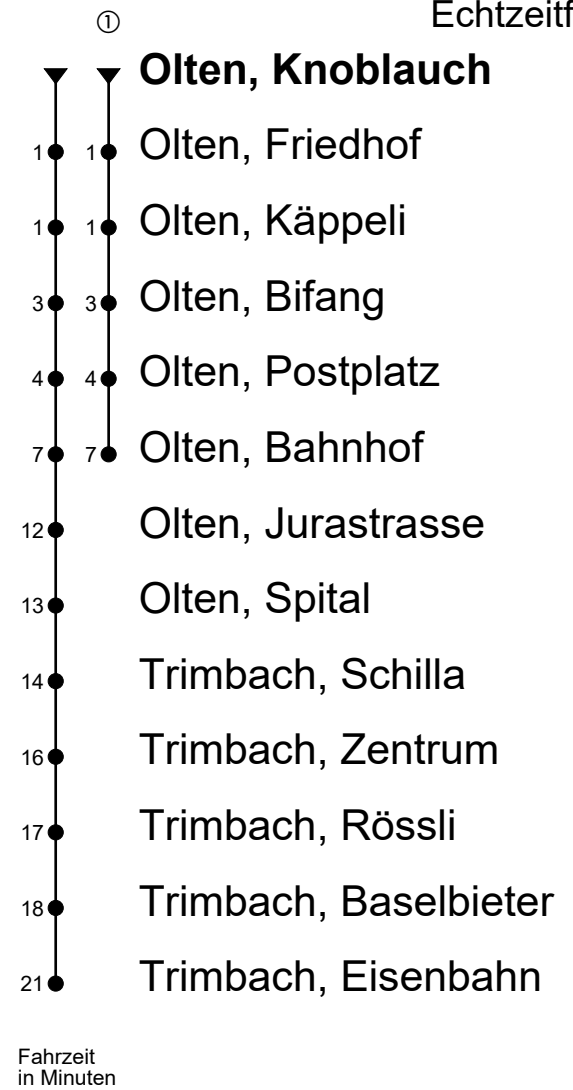 ① Echtzeitf
Olten, Knoblauch
1 1 Olten, Friedhof
1 1 Olten, Käppeli
3 3 Olten, Bifang
4 4 Olten, Postplatz
7 7 Olten, Bahnhof
12 Olten, Jurastrasse
13 Olten, Spital
14 Trimbach, Schilla
16 Trimbach, Zentrum
17 Trimbach, Rössli
18 Trimbach, Baselbieter
21 Trimbach, Eisenbahn
Fahrzeit
in Minuten